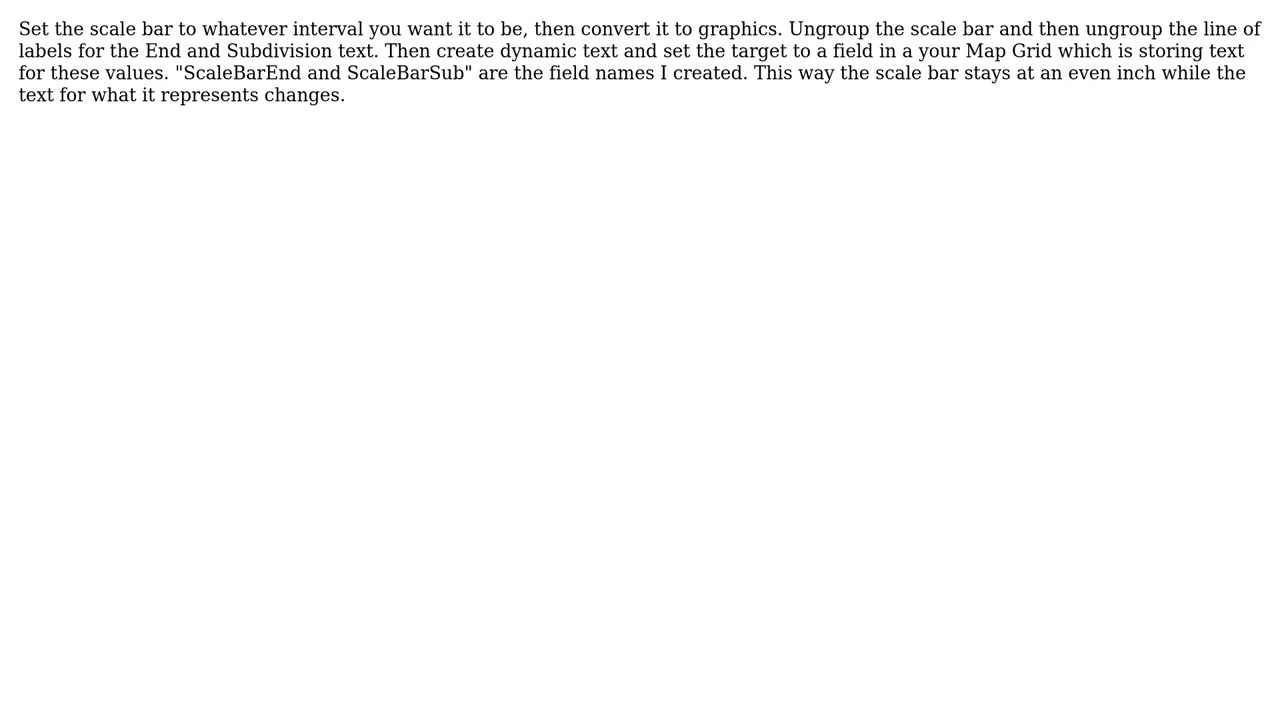 Set the scale bar to whatever interval you want it to be, then convert it to graphics. Ungroup the scale bar and then ungroup the line of
labels for the End and Subdivision text. Then create dynamic text and set the target to a field in a your Map Grid which is storing text
for these values. "ScaleBarEnd and ScaleBarSub" are the field names I created. This way the scale bar stays at an even inch while the
text for what it represents changes.